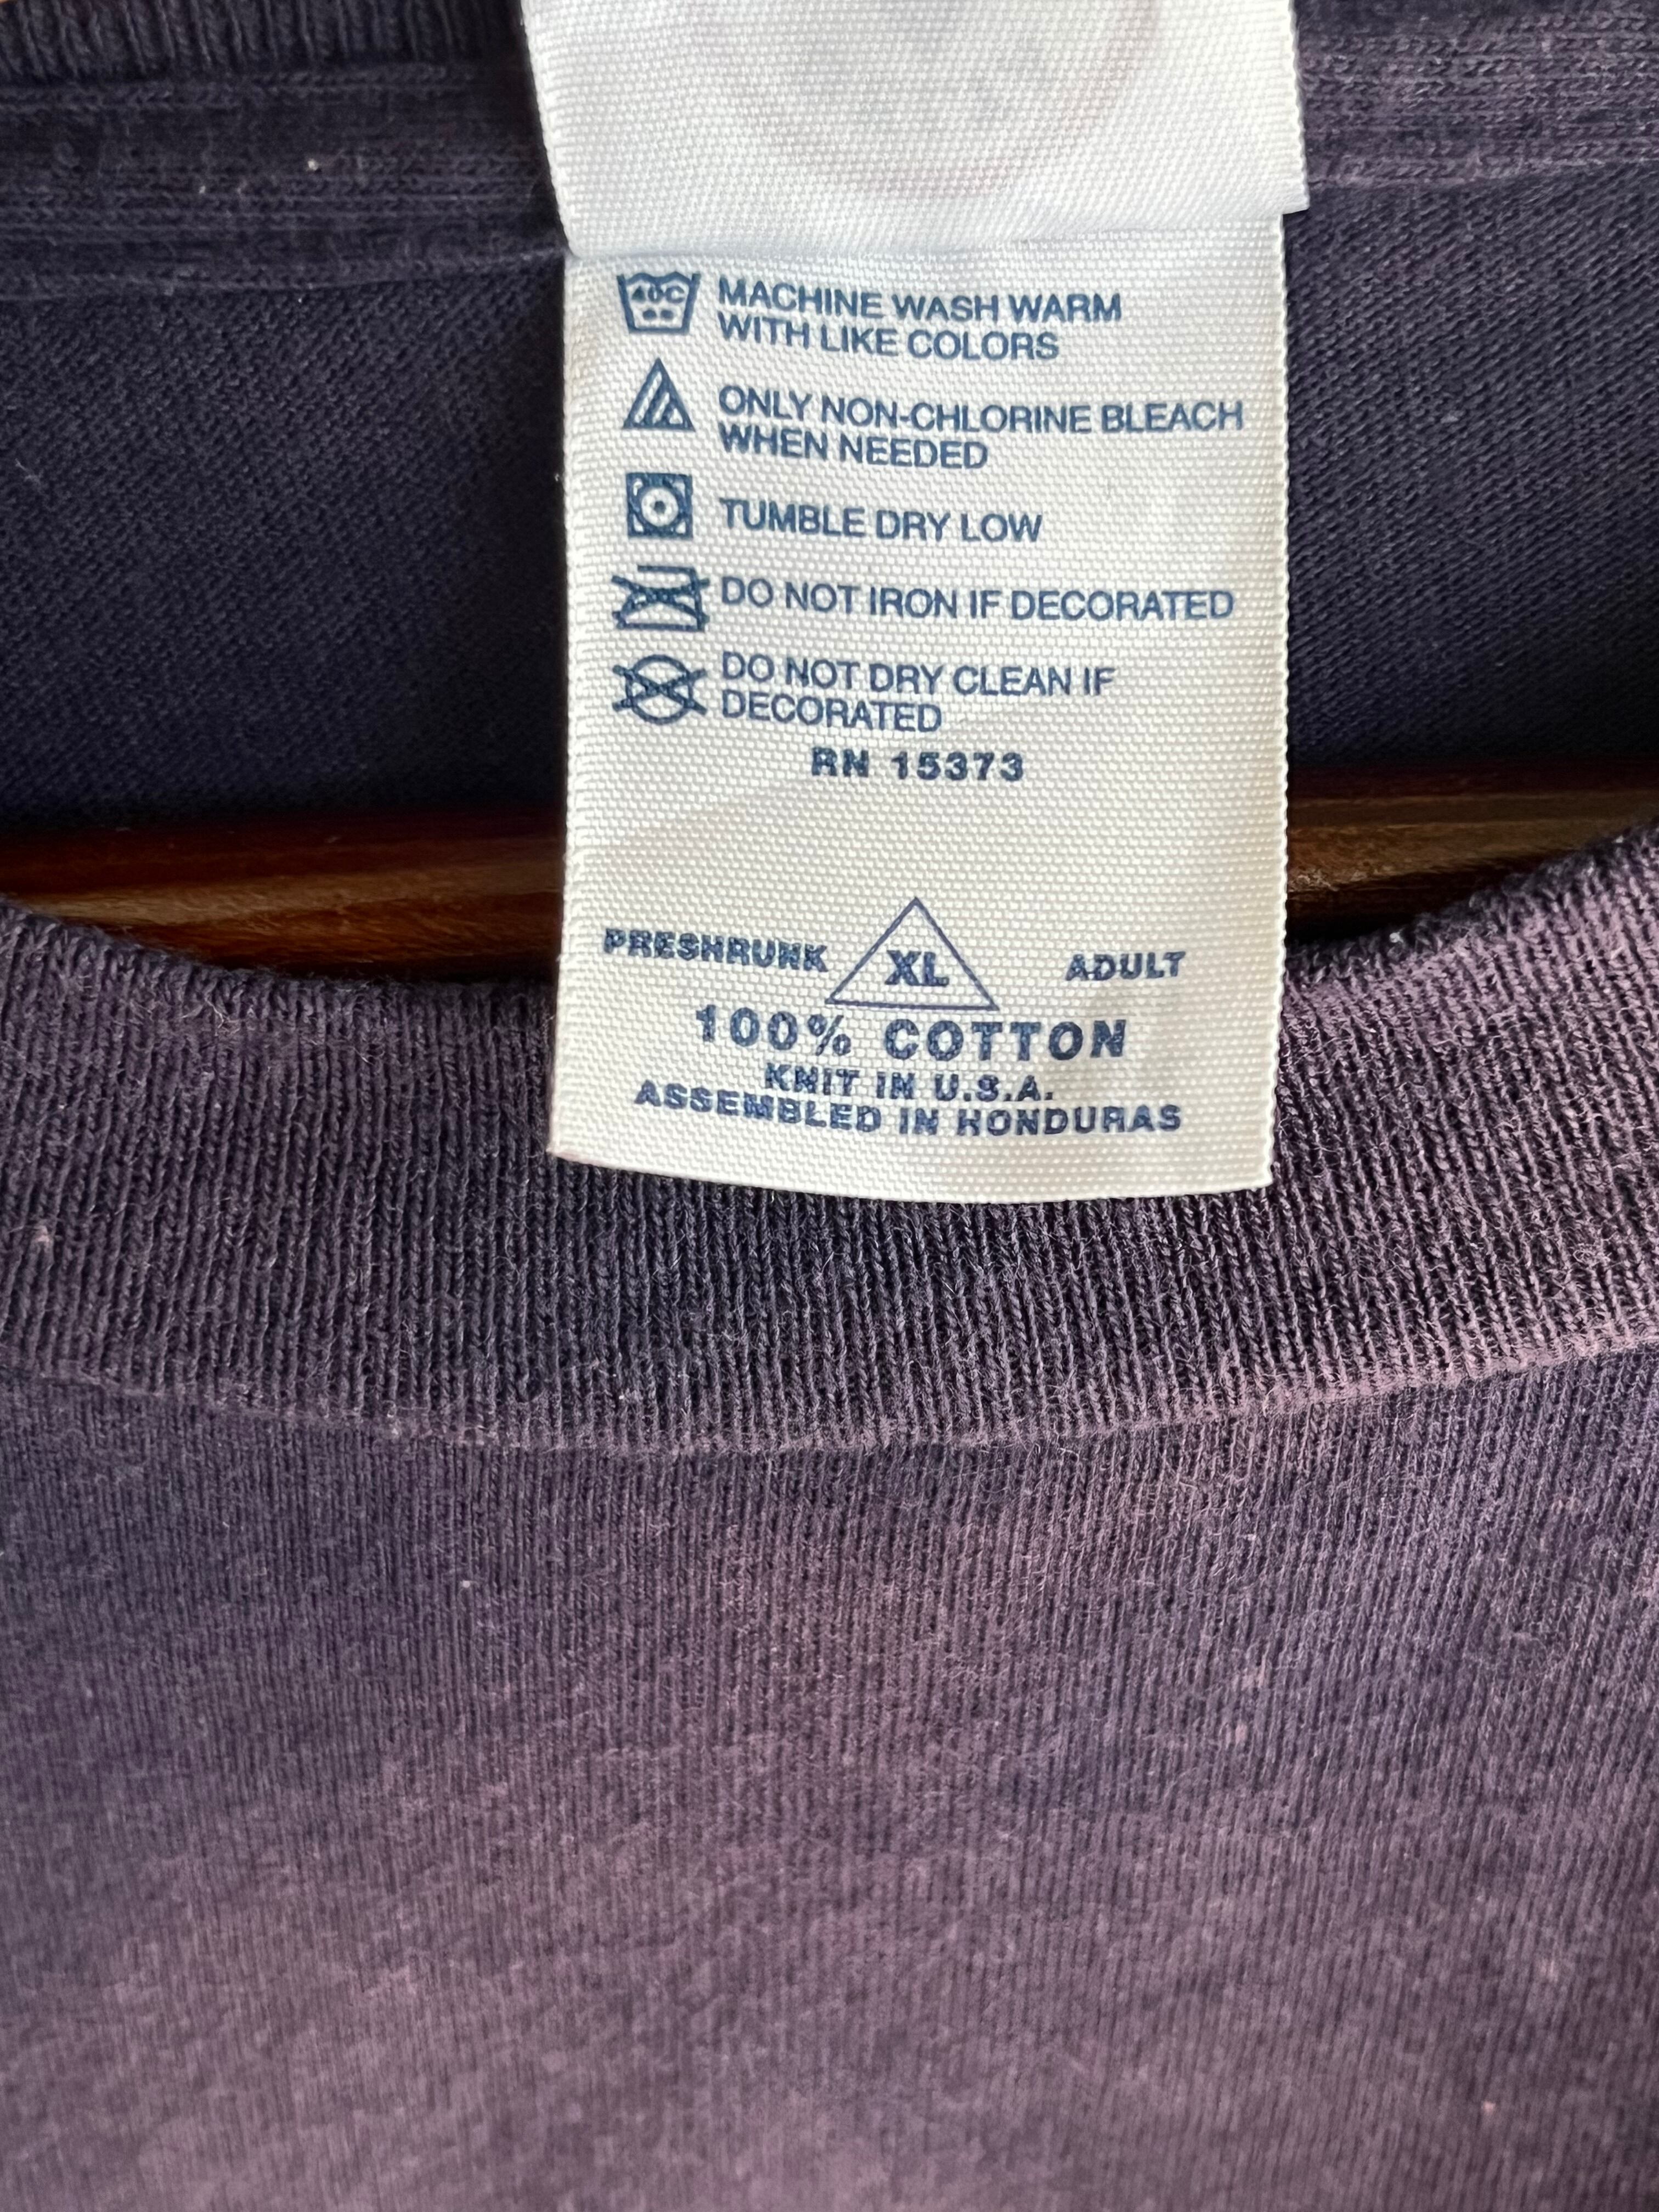 40C
MACHINE WASH WARM
WITH LIKE COLORS
ONLY NON-CHLORINE BLEACH
WHEN NEEDED
TUMBLE DRY LOW
DO NOT IRON IF DECORATED
DO NOT DRY CLEAN IF
DECORATED
RN 15373
PRESHRUNK XL ADULT
100% COTTON
KNIT IN U.S.A.
ASSEMBLED IN HONDURAS